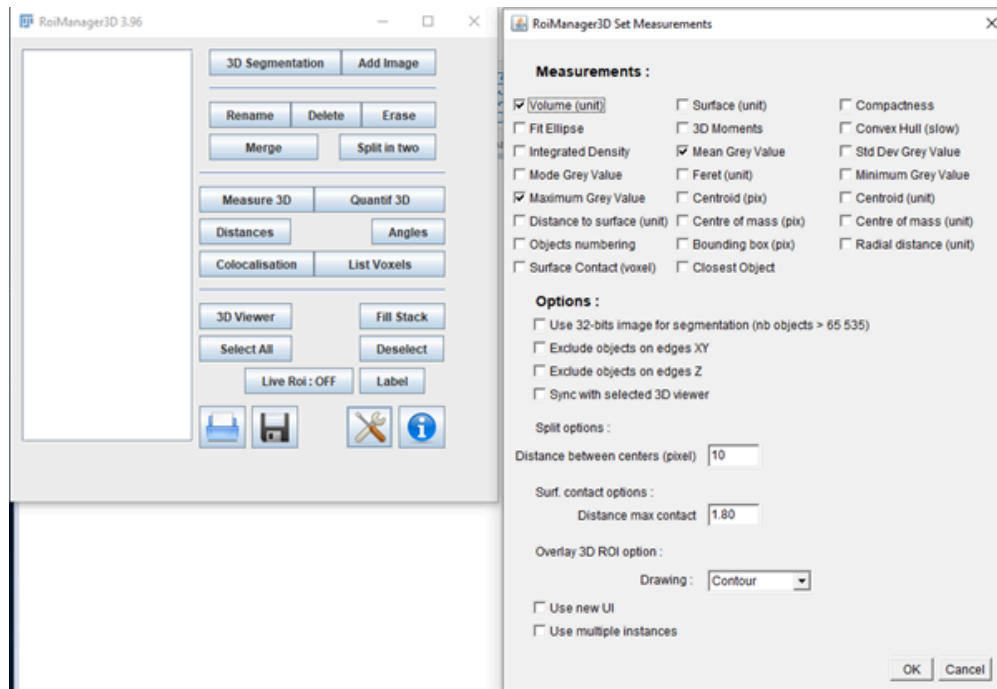 RoiManager3D 3.96
3D Segmentation Add Image
Rename Delete Erase
Merge Split in two
Measure 3D Quantif 3D
Distances Angles
Colocalisation List Voxels
3D Viewer Fill Stack
Select All Deselect
Live Roi : OFF Label
RoiManager3D Set Measurements
Measurements :
Volume (unit) Surface (unit) Compactness
Fit Ellipse 3D Moments Convex Hull (slow)
Integrated Density Mean Grey Value Std Dev Grey Value
Mode Grey Value Feret (unit) Minimum Grey Value
Maximum Grey Value Centroid (pix) Centroid (unit)
Distance to surface (unit) Centre of mass (pix) Centre of mass (unit)
Objects numbering Bounding box (pix) Radial distance (unit)
Surface Contact (voxel) Closest Object
Options :
Use 32-bits image for segmentation (nb objects > 65 535)
Exclude objects on edges XY
Exclude objects on edges Z
Sync with selected 3D viewer
Split options :
Distance between centers (pixel) 10
Surf. contact options :
Distance max contact 1.80
Overlay 3D ROI option :
Drawing : Contour
Use new UI
Use multiple instances
OK Cancel